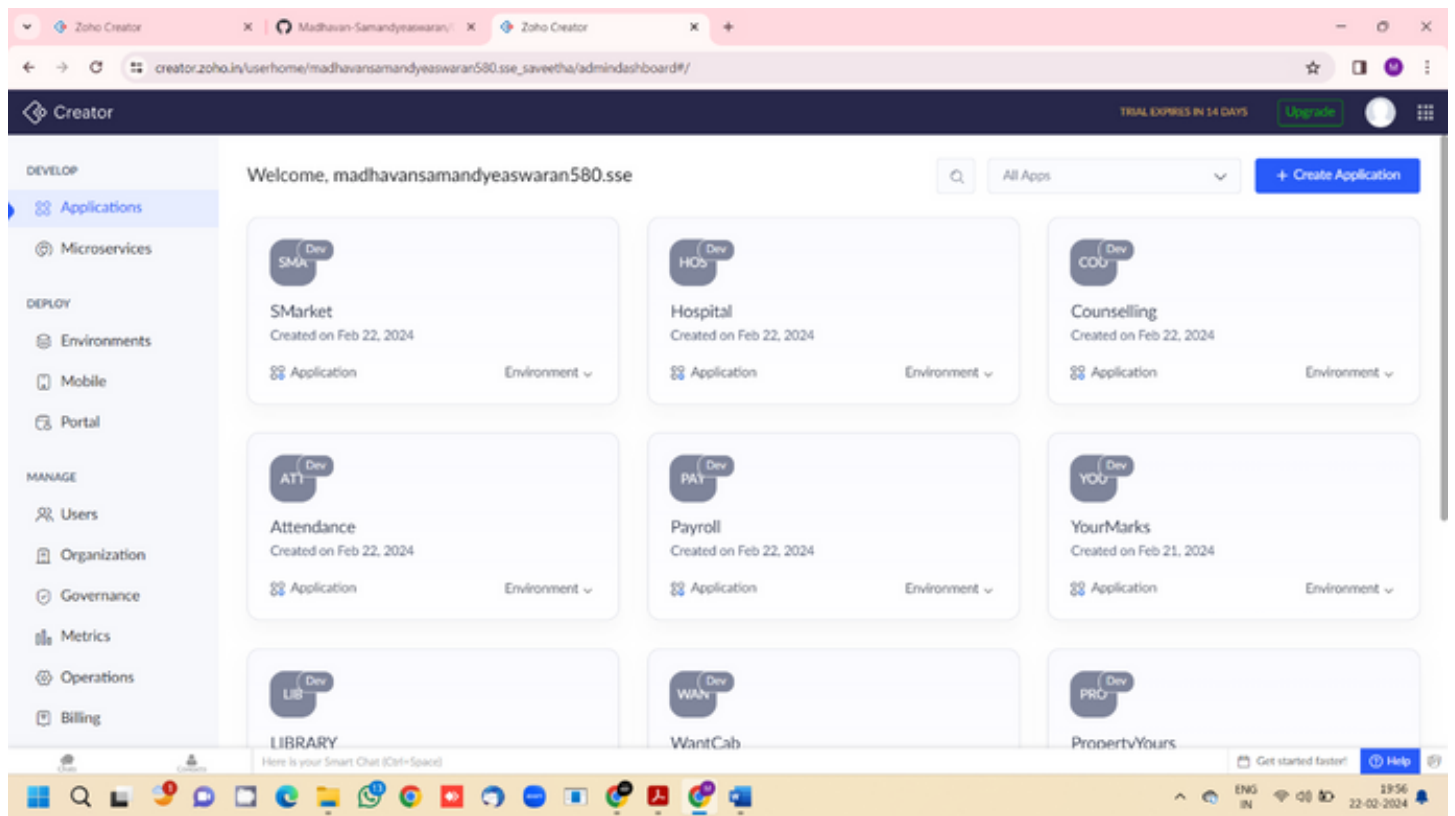 Zoho Creator
Madhavan-Samandyeaswaran/
Zoho Creator
creator.zoho.in/userhome/madhavansamandyeaswaran580.sse_saveetha/admindashboard#/
Creator
TRIAL EXPIRES IN 14 DAYS
Upgrade
DEVELOP
Applications
Microservices
DEPLOY
Environments
Mobile
Portal
MANAGE
Users
Organization
Governance
Metrics
Operations
Billing
Welcome, madhavansamandyeaswaran580.sse
All Apps
+ Create Application
SMA Dev
SMarket
Created on Feb 22, 2024
Application Environment
HOS Dev
Hospital
Created on Feb 22, 2024
Application Environment
COU Dev
Counselling
Created on Feb 22, 2024
Application Environment
ATT Dev
Attendance
Created on Feb 22, 2024
Application Environment
PAY Dev
Payroll
Created on Feb 22, 2024
Application Environment
YOU Dev
YourMarks
Created on Feb 21, 2024
Application Environment
LIB Dev
LIBRARY
WAN Dev
WantCab
PRO Dev
PropertyYours
Chats
Contacts
Here is your Smart Chat (Ctrl+Space)
Get started faster!
Help
ENG
IN
19:56
22-02-2024